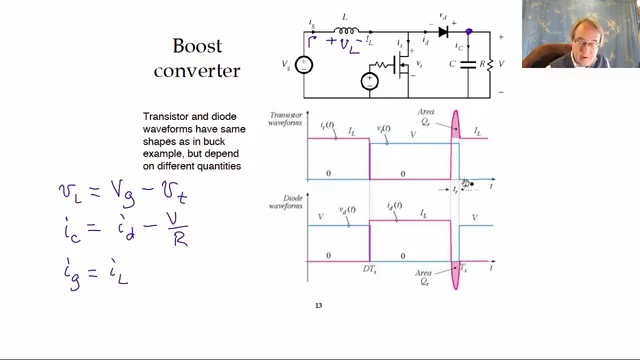 Boost
converter
Transistor and diode
waveforms have same
shapes as in buck
example, but depend
on different quantities
v_L = V_g − v_t
i_c = i_d − V/R
i_g = i_L
i_s
L
+ v_L −
i_L
i_t
− v_d +
i_d
i_C
V_g
+
v_t
−
C
R
+
V
−
Transistor
waveforms
i_t(t)
I_L
v_t(t)
V
Area
Q_r
I_L
0
0
t
t_r
Diode
waveforms
V
v_d(t)
i_d(t)
I_L
V
0
0
Area
Q_r
DT_s
T_s
t
13